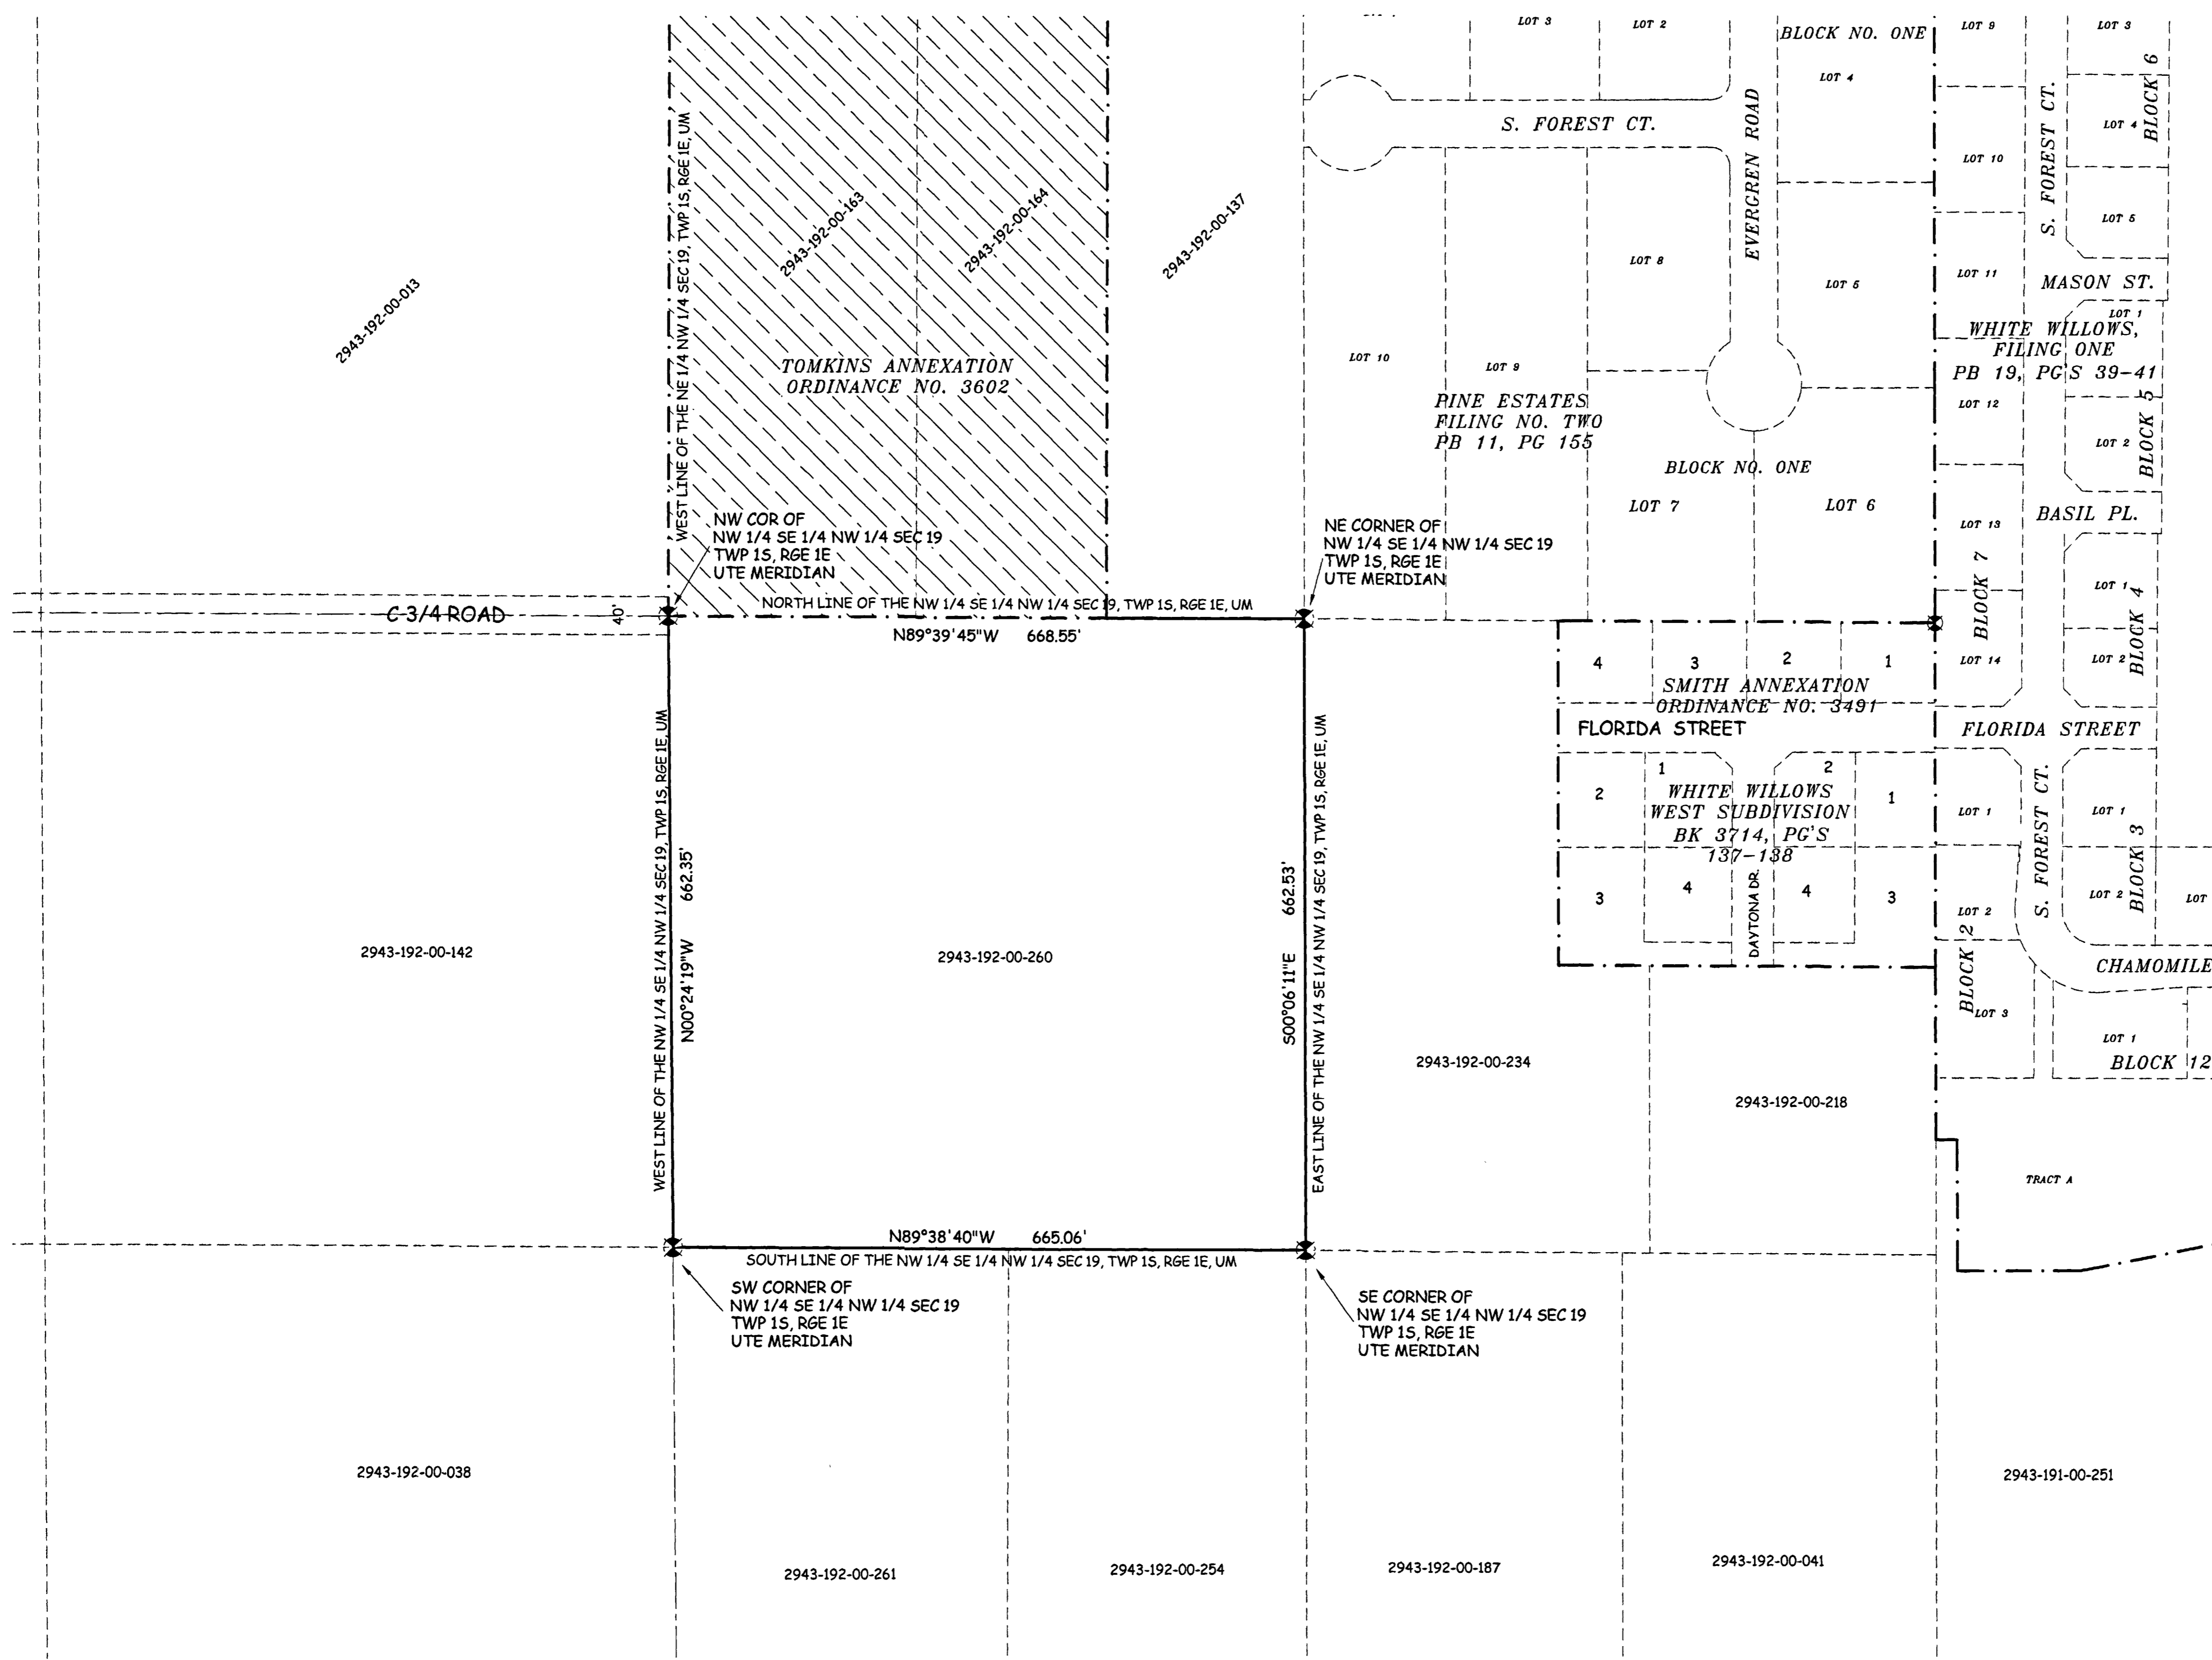 LOT 3
LOT 2
BLOCK NO. ONE
LOT 4
LOT 9
LOT 3
BLOCK 6
S. FOREST CT.
EVERGREEN ROAD
S. FOREST CT.
LOT 4
LOT 10
LOT 5
WEST LINE OF THE NE 1/4 NW 1/4 SEC 19, TWP 1S, RGE 1E, UM
2943-192-00-163
2943-192-00-164
2943-192-00-137
2943-192-00-013
LOT 8
LOT 5
LOT 11
MASON ST.
LOT 1
WHITE WILLOWS,
FILING ONE
PB 19, PG'S 39-41
TOMKINS ANNEXATION
ORDINANCE NO. 3602
LOT 10
LOT 9
PINE ESTATES
FILING NO. TWO
PB 11, PG 155
LOT 12
LOT 2
BLOCK 5
BLOCK NO. ONE
LOT 7
LOT 6
LOT 13
BASIL PL.
NW COR OF
NW 1/4 SE 1/4 NW 1/4 SEC 19
TWP 1S, RGE 1E
UTE MERIDIAN
NE CORNER OF
NW 1/4 SE 1/4 NW 1/4 SEC 19
TWP 1S, RGE 1E
UTE MERIDIAN
BLOCK 7
LOT 1
BLOCK 4
C 3/4 ROAD
40'
NORTH LINE OF THE NW 1/4 SE 1/4 NW 1/4 SEC 19, TWP 1S, RGE 1E, UM
N89°39'45"W 668.55'
4
3
2
1
LOT 14
LOT 2
SMITH ANNEXATION
ORDINANCE NO. 3491
FLORIDA STREET
FLORIDA STREET
WEST LINE OF THE NW 1/4 SE 1/4 NW 1/4 SEC 19, TWP 1S, RGE 1E, UM
N00°24'19"W 662.35'
S00°06'11"E 662.53'
EAST LINE OF THE NW 1/4 SE 1/4 NW 1/4 SEC 19, TWP 1S, RGE 1E, UM
1
2
2
1
WHITE WILLOWS
WEST SUBDIVISION
BK 3714, PG'S
137-138
LOT 1
S. FOREST CT.
LOT 1
BLOCK 3
3
4
DAYTONA DR.
4
3
LOT 2
LOT 2
LOT
BLOCK 2
CHAMOMILE
LOT 3
LOT 1
BLOCK 12
2943-192-00-142
2943-192-00-260
2943-192-00-234
2943-192-00-218
TRACT A
N89°38'40"W 665.06'
SOUTH LINE OF THE NW 1/4 SE 1/4 NW 1/4 SEC 19, TWP 1S, RGE 1E, UM
SW CORNER OF
NW 1/4 SE 1/4 NW 1/4 SEC 19
TWP 1S, RGE 1E
UTE MERIDIAN
SE CORNER OF
NW 1/4 SE 1/4 NW 1/4 SEC 19
TWP 1S, RGE 1E
UTE MERIDIAN
2943-192-00-038
2943-191-00-251
2943-192-00-261
2943-192-00-254
2943-192-00-187
2943-192-00-041